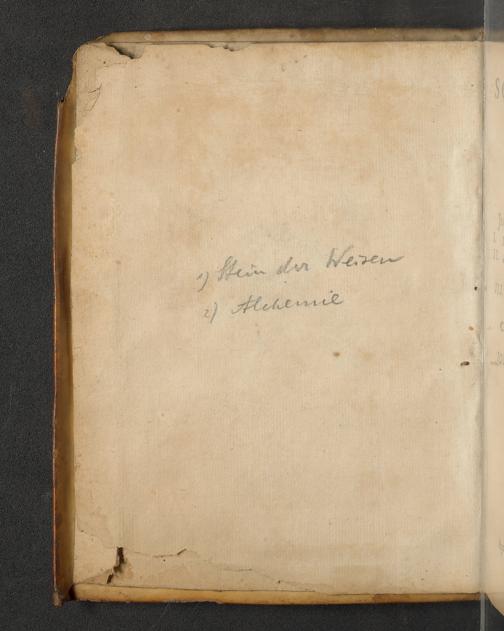 1) Stein der Weisen
2) Alchemie